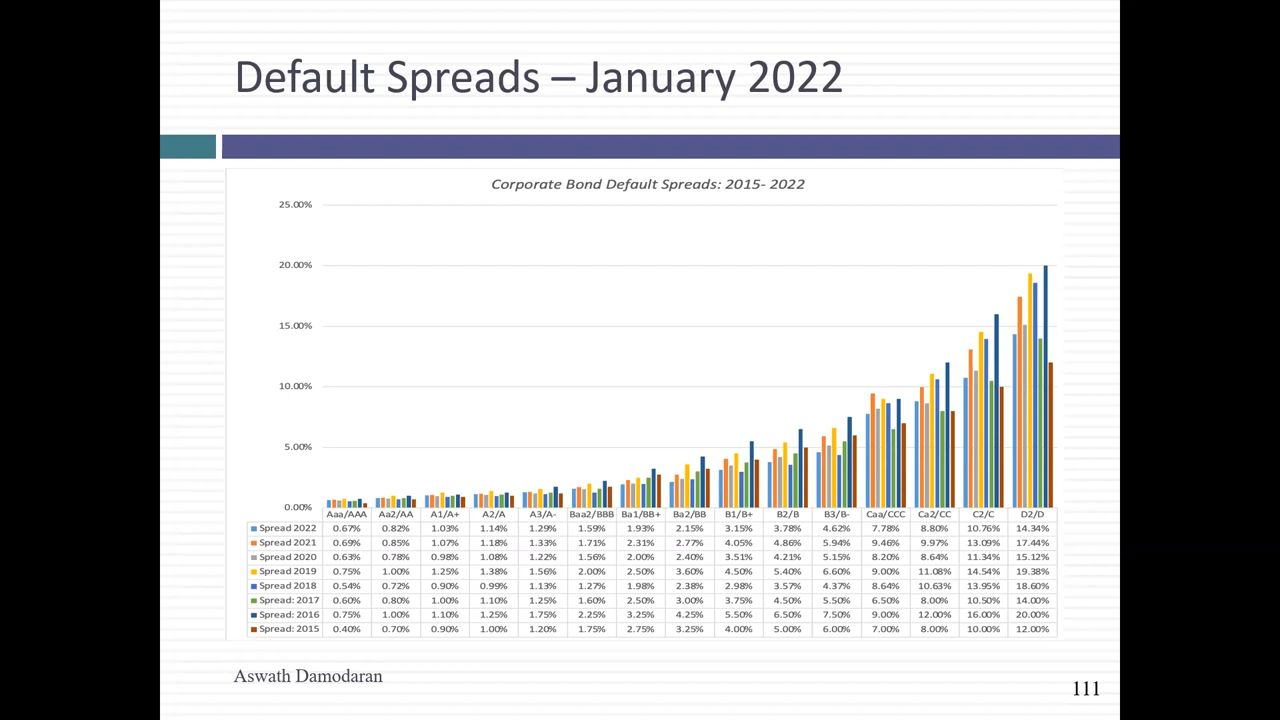 Default Spreads – January 2022
Corporate Bond Default Spreads: 2015- 2022
25.00%
20.00%
15.00%
10.00%
5.00%
0.00%
Aaa/AAA Aa2/AA A1/A+ A2/A A3/A- Baa2/BBB Ba1/BB+ Ba2/BB B1/B+ B2/B B3/B- Caa/CCC Ca2/CC C2/C D2/D
Spread 2022 0.67% 0.82% 1.03% 1.14% 1.29% 1.59% 1.93% 2.15% 3.15% 3.78% 4.62% 7.78% 8.80% 10.76% 14.34%
Spread 2021 0.69% 0.85% 1.07% 1.18% 1.33% 1.71% 2.31% 2.77% 4.05% 4.86% 5.94% 9.46% 9.97% 13.09% 17.44%
Spread 2020 0.63% 0.78% 0.98% 1.08% 1.22% 1.56% 2.00% 2.40% 3.51% 4.21% 5.15% 8.20% 8.64% 11.34% 15.12%
Spread 2019 0.75% 1.00% 1.25% 1.38% 1.56% 2.00% 2.50% 3.60% 4.50% 5.40% 6.60% 9.00% 11.08% 14.54% 19.38%
Spread 2018 0.54% 0.72% 0.90% 0.99% 1.13% 1.27% 1.98% 2.38% 2.98% 3.57% 4.37% 8.64% 10.63% 13.95% 18.60%
Spread: 2017 0.60% 0.80% 1.00% 1.10% 1.25% 1.60% 2.50% 3.00% 3.75% 4.50% 5.50% 6.50% 8.00% 10.50% 14.00%
Spread: 2016 0.75% 1.00% 1.10% 1.25% 1.75% 2.25% 3.25% 4.25% 5.50% 6.50% 7.50% 9.00% 12.00% 16.00% 20.00%
Spread: 2015 0.40% 0.70% 0.90% 1.00% 1.20% 1.75% 2.75% 3.25% 4.00% 5.00% 6.00% 7.00% 8.00% 10.00% 12.00%
Aswath Damodaran
111